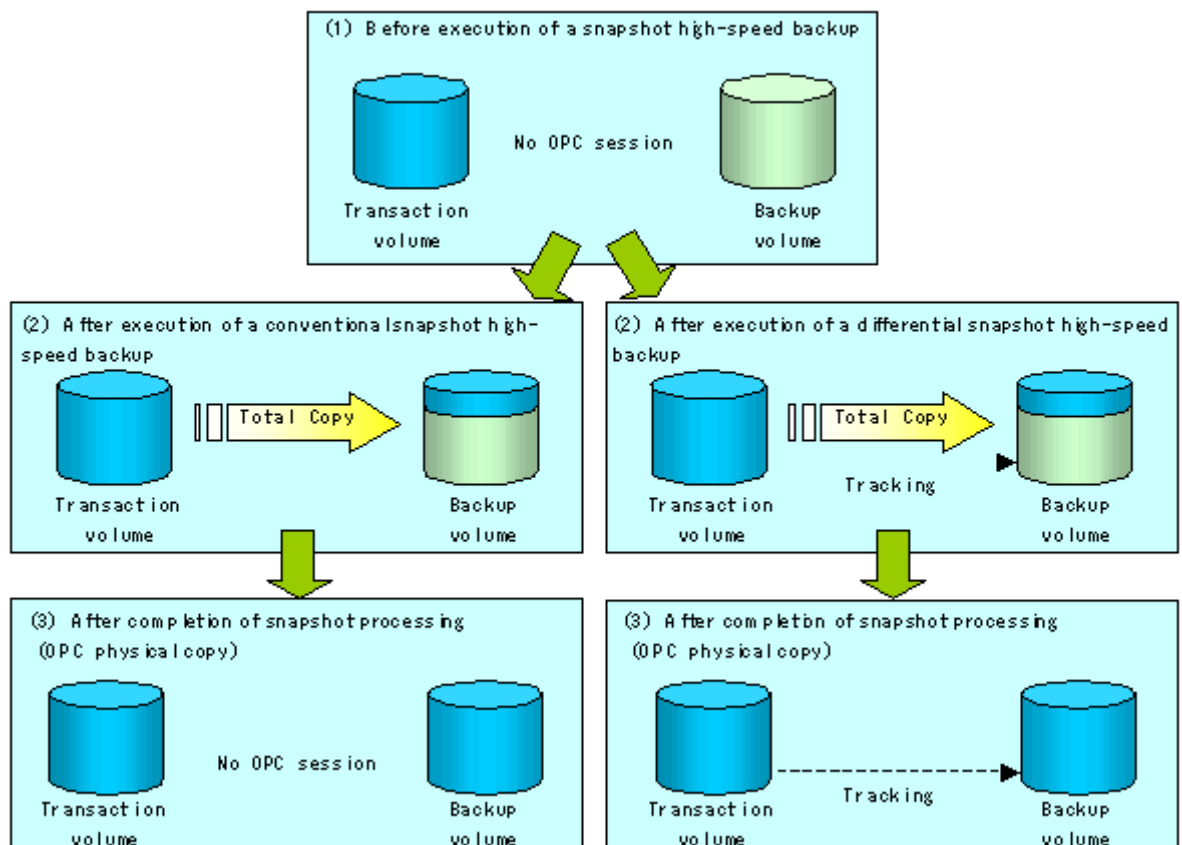 (1) Before execution of a snapshot high-speed backup
No OPC session
Transaction
volume
Backup
volume
(2) After execution of a conventionalsnapshot high-
speed backup
Total Copy
Transaction
volume
Backup
volume
(2) After execution of a differential snapshot high-speed
backup
Total Copy
Tracking
Transaction
volume
Backup
volume
(3) After completion of snapshot processing
(OPC physical copy)
No OPC session
Transaction
volume
Backup
volume
(3) After completion of snapshot processing
(OPC physical copy)
Tracking
Transaction
volume
Backup
volume